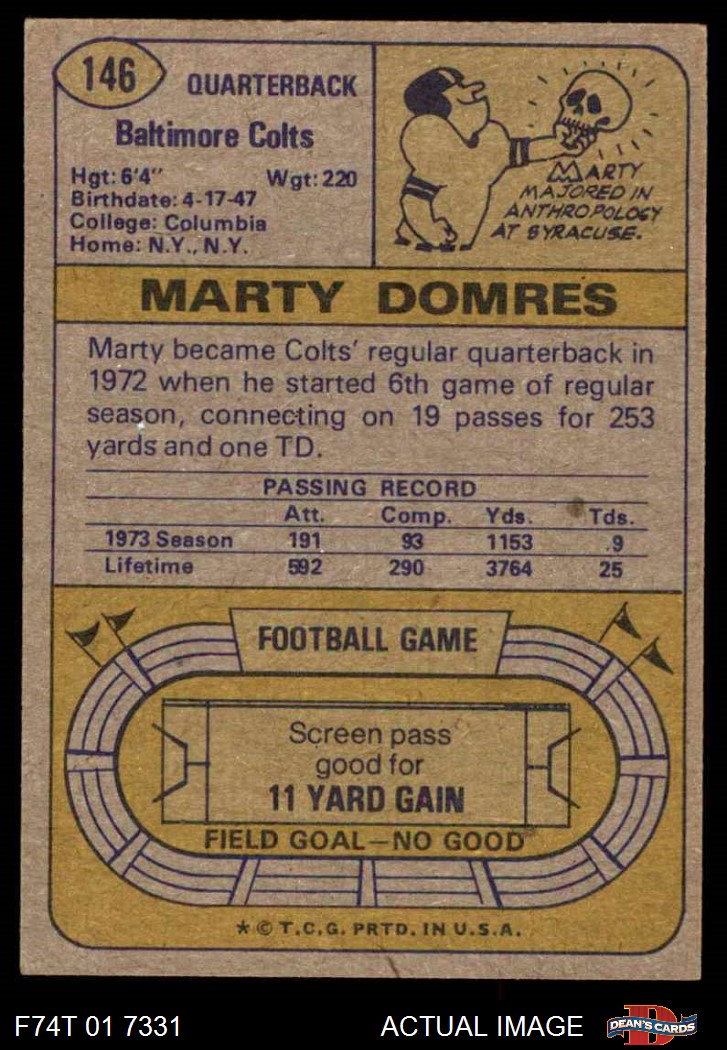 146
QUARTERBACK
Baltimore Colts
Hgt: 6'4" Wgt: 220
Birthdate: 4-17-47
College: Columbia
Home: N.Y., N.Y.
MARTY
MAJORED IN
ANTHROPOLOGY
AT SYRACUSE.
MARTY DOMRES
Marty became Colts' regular quarterback in
1972 when he started 6th game of regular
season, connecting on 19 passes for 253
yards and one TD.
PASSING RECORD
Att. Comp. Yds. Tds.
1973 Season 191 93 1153 9
Lifetime 592 290 3764 25
FOOTBALL GAME
Screen pass
good for
11 YARD GAIN
FIELD GOAL—NO GOOD
* © T.C.G. PRTD. IN U.S.A.
F74T 01 7331 ACTUAL IMAGE
DEAN'S CARDS